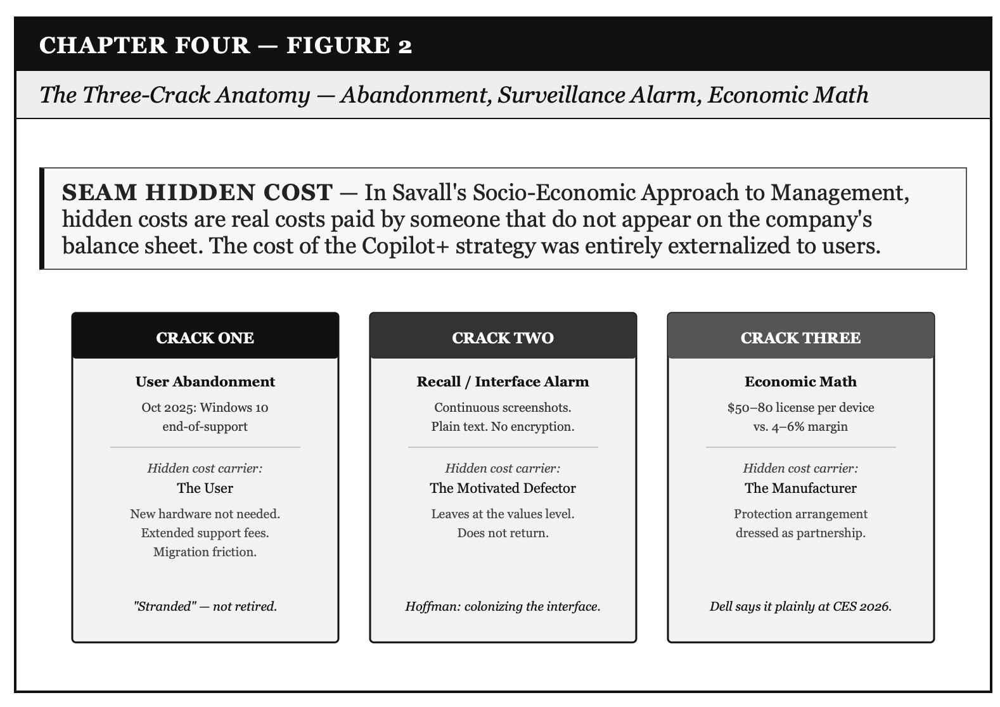 CHAPTER FOUR — FIGURE 2
The Three-Crack Anatomy — Abandonment, Surveillance Alarm, Economic Math
SEAM HIDDEN COST — In Savall's Socio-Economic Approach to Management,
hidden costs are real costs paid by someone that do not appear on the company's
balance sheet. The cost of the Copilot+ strategy was entirely externalized to users.
CRACK ONE
User Abandonment
Oct 2025: Windows 10
end-of-support
Hidden cost carrier:
The User
New hardware not needed.
Extended support fees.
Migration friction.
"Stranded" — not retired.
CRACK TWO
Recall / Interface Alarm
Continuous screenshots.
Plain text. No encryption.
Hidden cost carrier:
The Motivated Defector
Leaves at the values level.
Does not return.
Hoffman: colonizing the interface.
CRACK THREE
Economic Math
$50–80 license per device
vs. 4–6% margin
Hidden cost carrier:
The Manufacturer
Protection arrangement
dressed as partnership.
Dell says it plainly at CES 2026.